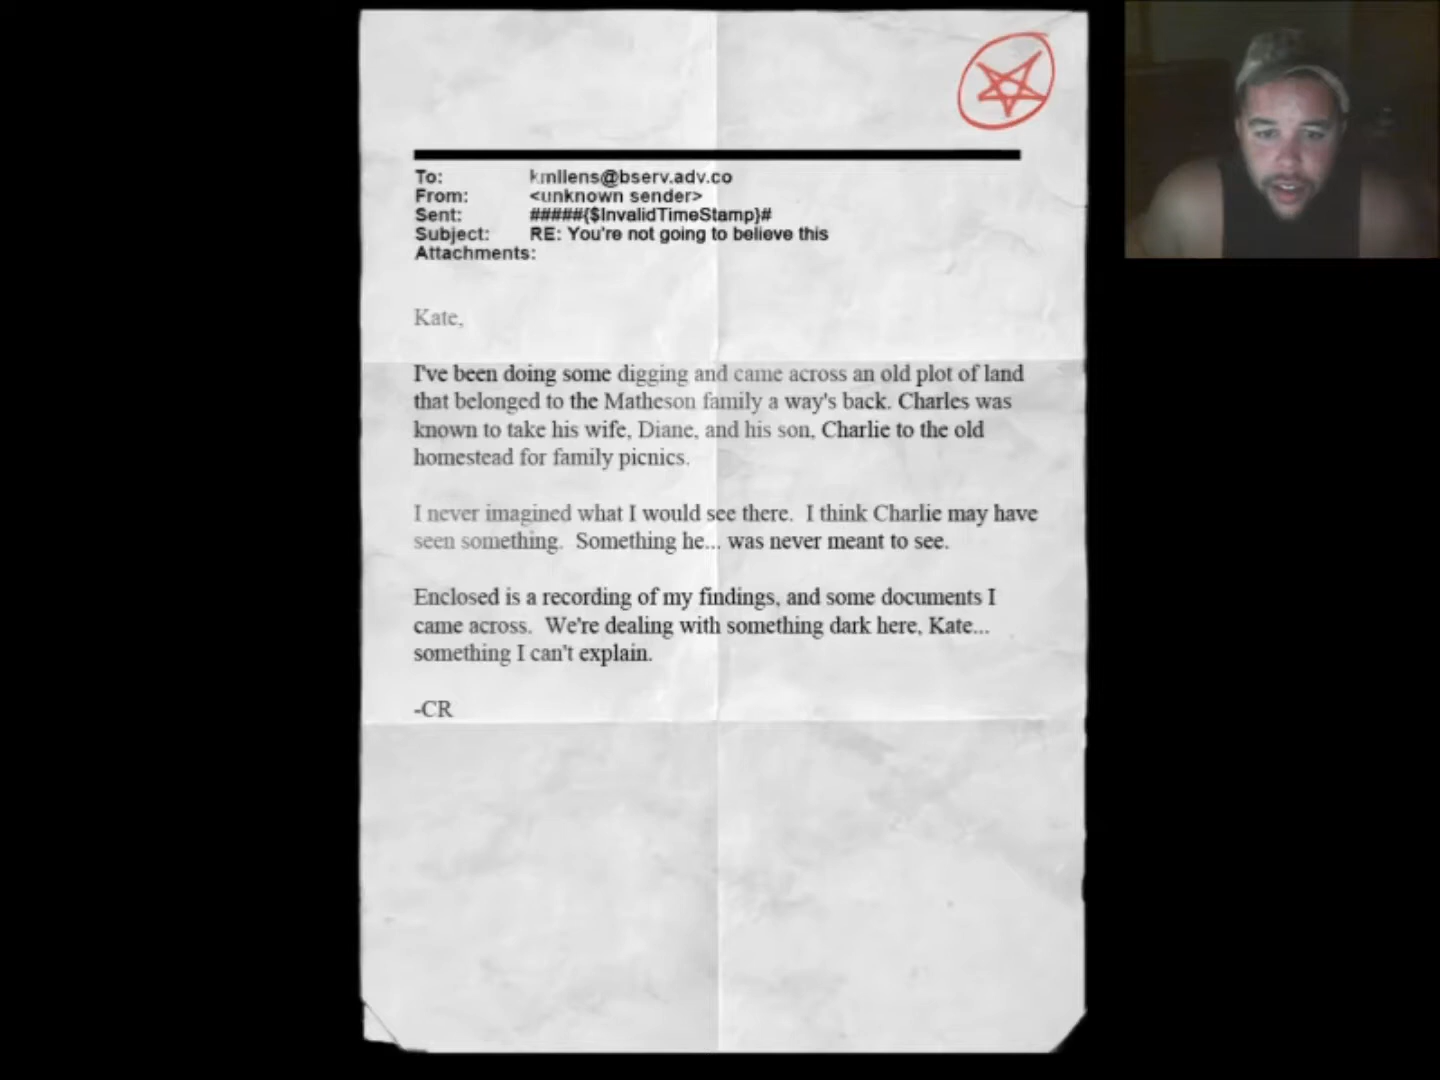 To: kmllens@bserv.adv.co
From: <unknown sender>
Sent: #####{$InvalidTimeStamp}#
Subject: RE: You're not going to believe this
Attachments:
Kate,
I've been doing some digging and came across an old plot of land
that belonged to the Matheson family a way's back. Charles was
known to take his wife, Diane, and his son, Charlie to the old
homestead for family picnics.
I never imagined what I would see there. I think Charlie may have
seen something. Something he... was never meant to see.
Enclosed is a recording of my findings, and some documents I
came across. We're dealing with something dark here, Kate...
something I can't explain.
-CR